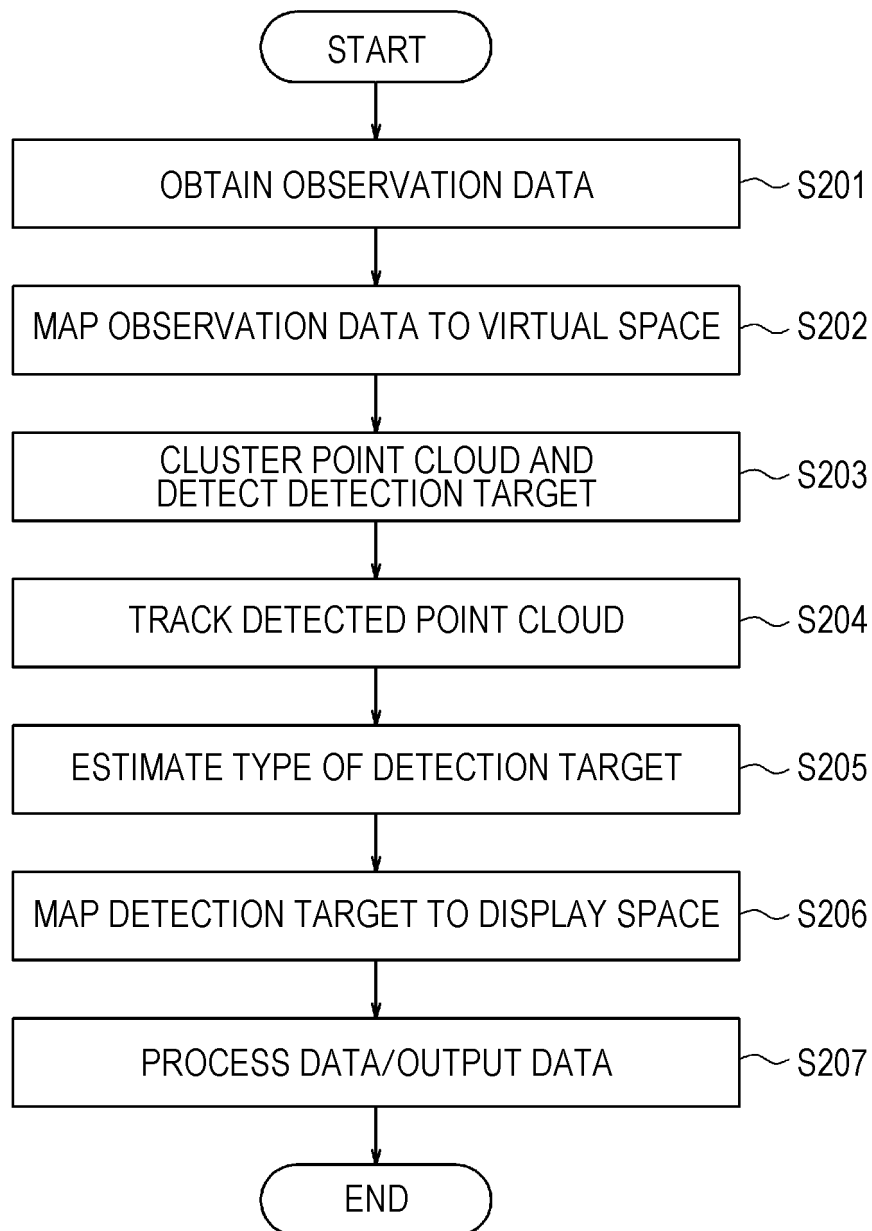 START
OBTAIN OBSERVATION DATA
S201
MAP OBSERVATION DATA TO VIRTUAL SPACE
S202
CLUSTER POINT CLOUD AND
DETECT DETECTION TARGET
S203
TRACK DETECTED POINT CLOUD
S204
ESTIMATE TYPE OF DETECTION TARGET
S205
MAP DETECTION TARGET TO DISPLAY SPACE
S206
PROCESS DATA/OUTPUT DATA
S207
END